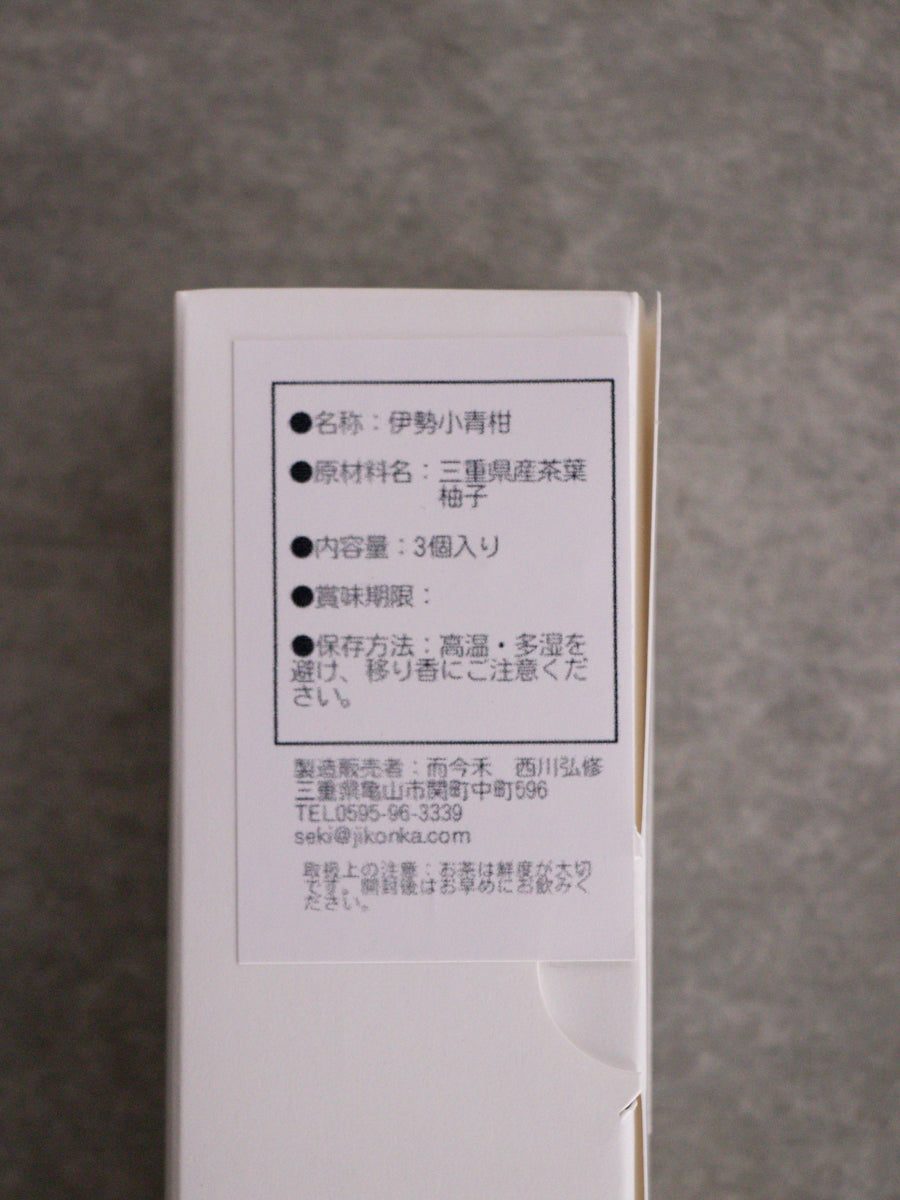 ●名称：伊勢小青柑
●原材料名：三重県産茶葉
柚子
●内容量：3個入り
●賞味期限：
●保存方法：高温・多湿を
避け、移り香にご注意くだ
さい。
製造販売者：而今禾　西川弘修
三重県亀山市関町中町596
TEL0595-96-3339
seki@jikonka.com
取扱上の注意：お茶は鮮度が大切
です。開封後はお早めにお飲みく
ださい。